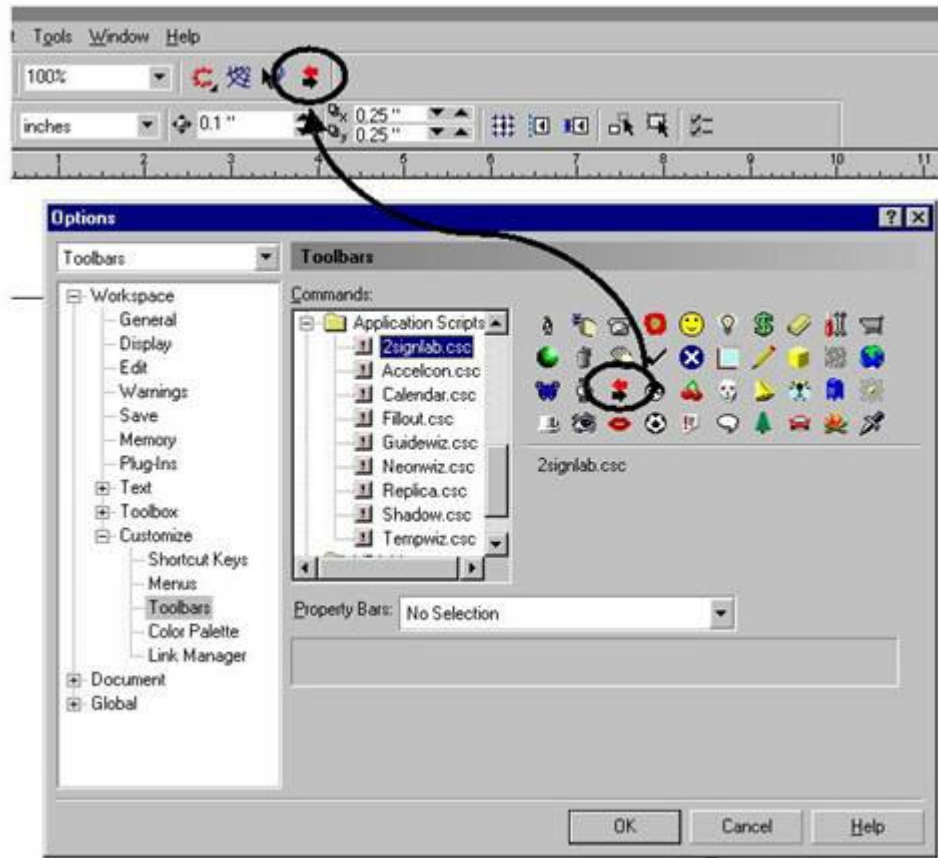 t Tools Window Help
100%
inches 0.1 " x 0.25 "
y 0.25 "
1 2 3 4 5 6 7 8 9 10 11
Options
Toolbars Toolbars
Workspace
General
Display
Edit
Warnings
Save
Memory
Plug-Ins
Text
Toolbox
Customize
Shortcut Keys
Menus
Toolbars
Color Palette
Link Manager
Document
Global
Commands:
Application Scripts
2signlab.csc
Accelcon.csc
Calendar.csc
Fillout.csc
Guidewiz.csc
Neonwiz.csc
Replica.csc
Shadow.csc
Tempwiz.csc
2signlab.csc
Property Bars: No Selection
OK Cancel Help